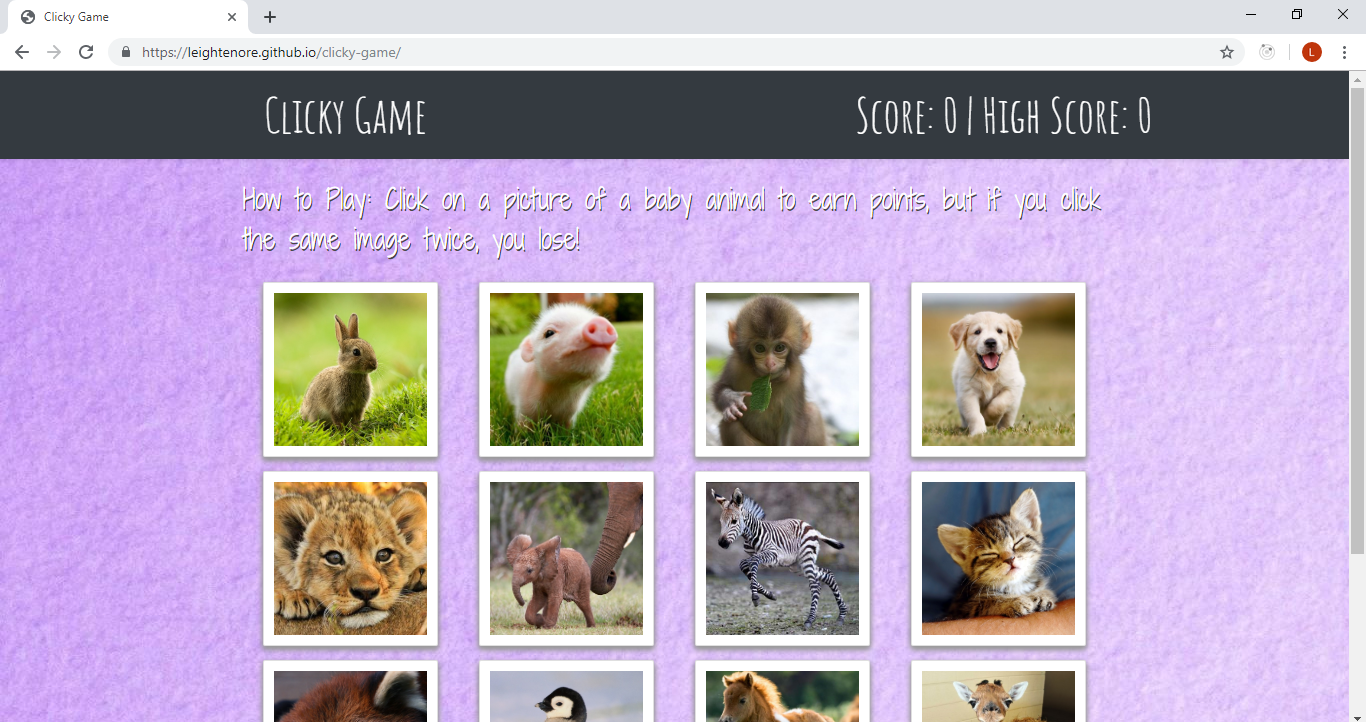 Clicky Game
https://leightenore.github.io/clicky-game/
L
Clicky Game
Score: 0 | High Score: 0
How to Play: Click on a picture of a baby animal to earn points, but if you click
the same image twice, you lose!